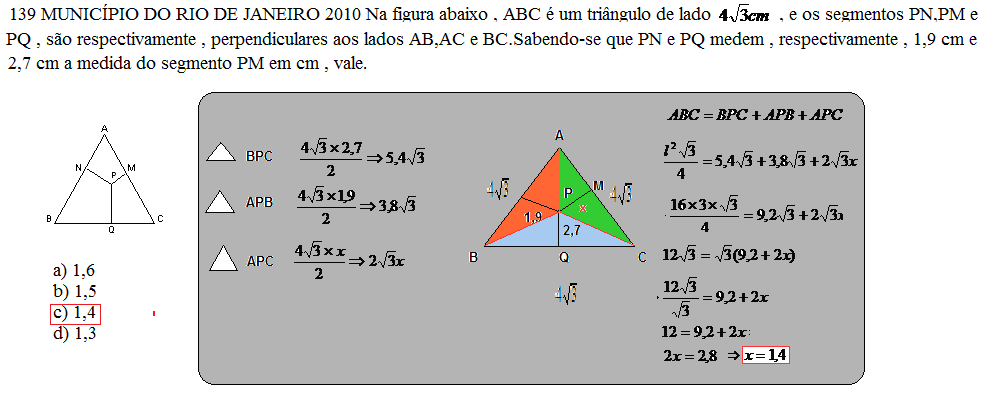 139 MUNICÍPIO DO RIO DE JANEIRO 2010 Na figura abaixo , ABC é um triângulo de lado 4√3cm , e os segmentos PN,PM e
PQ , são respectivamente , perpendiculares aos lados AB,AC e BC.Sabendo-se que PN e PQ medem , respectivamente , 1,9 cm e
2,7 cm a medida do segmento PM em cm , vale.
A
N
M
P
B
C
Q
a) 1,6
b) 1,5
c) 1,4
d) 1,3
BPC 4√3×2,7/2 ⇒ 5,4√3
APB 4√3×1,9/2 ⇒ 3,8√3
APC 4√3×x/2 ⇒ 2√3x
A
4√3
P
M
4√3
x
1,9
2,7
B
Q
C
4√3
ABC = BPC + APB + APC
l²√3/4 = 5,4√3 + 3,8√3 + 2√3x
16×3×√3/4 = 9,2√3 + 2√3x
12√3 = √3(9,2 + 2x)
12√3/√3 = 9,2 + 2x
12 = 9,2 + 2x
2x = 2,8 ⇒ x = 1,4